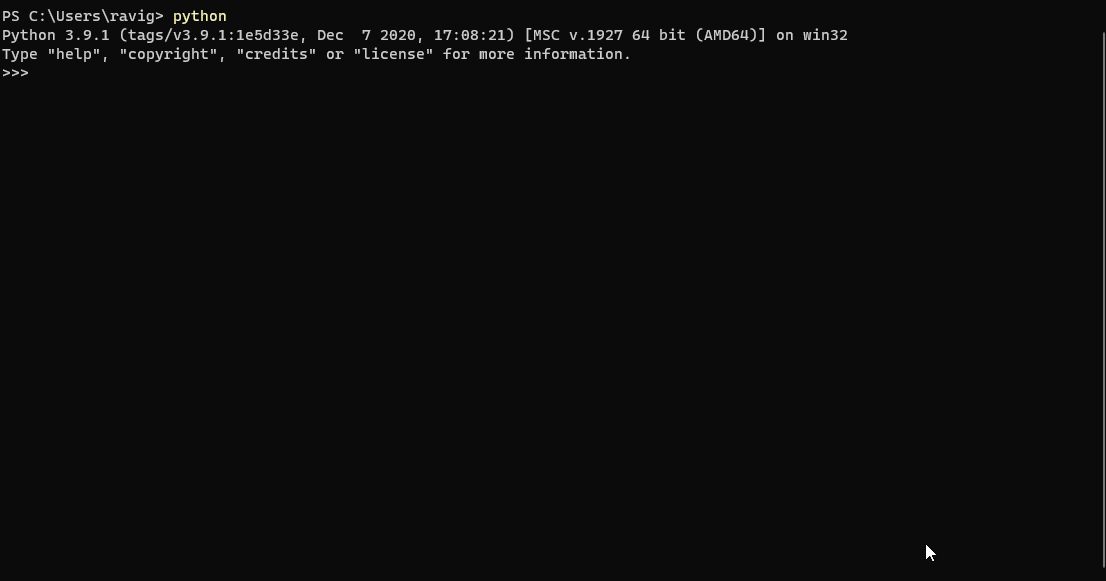 PS C:\Users\ravig> python
Python 3.9.1 (tags/v3.9.1:1e5d33e, Dec  7 2020, 17:08:21) [MSC v.1927 64 bit (AMD64)] on win32
Type "help", "copyright", "credits" or "license" for more information.
>>>